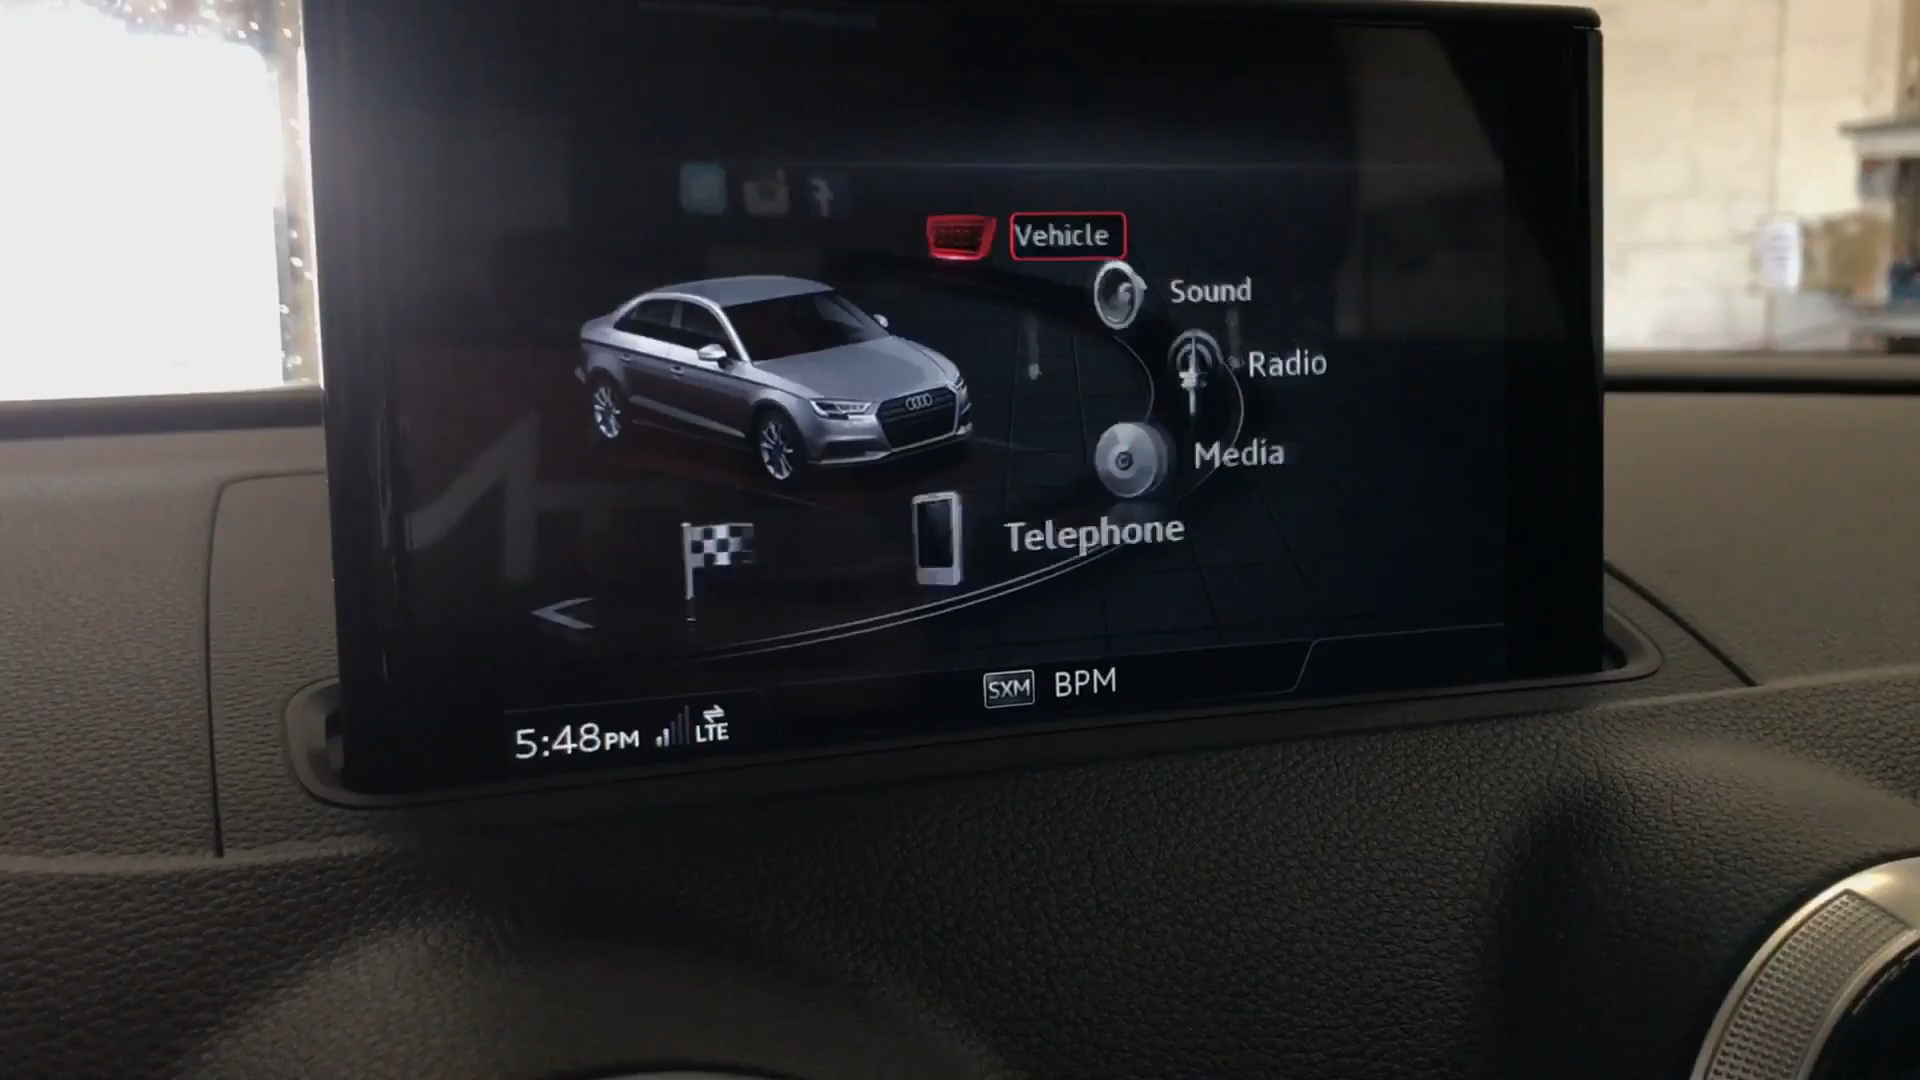 Vehicle
Sound
Radio
Media
Telephone
SXM BPM
5:48PM LTE